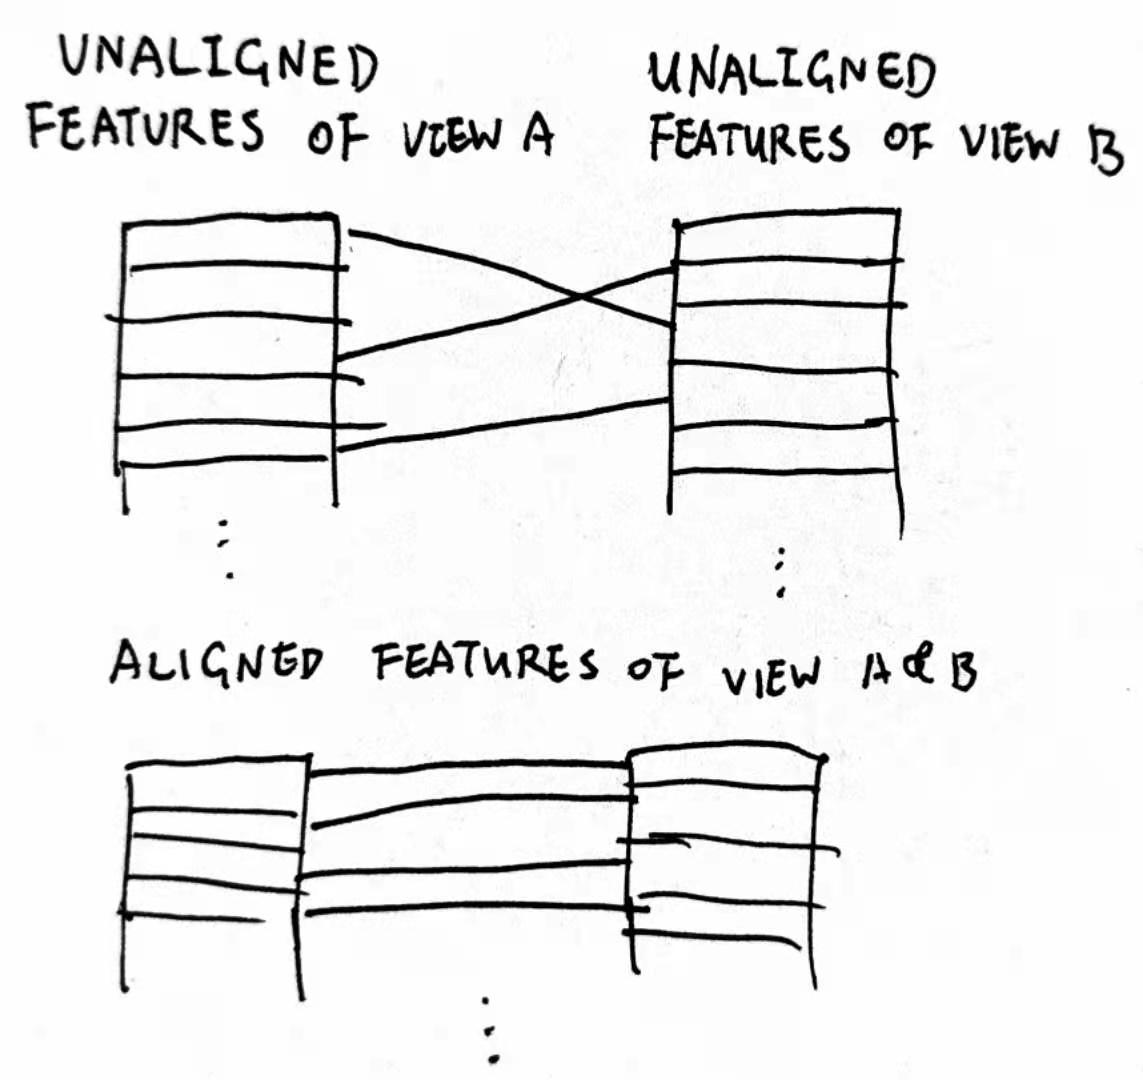 UNALIGNED
FEATURES OF VIEW A
UNALIGNED
FEATURES OF VIEW B
ALIGNED FEATURES OF VIEW A & B